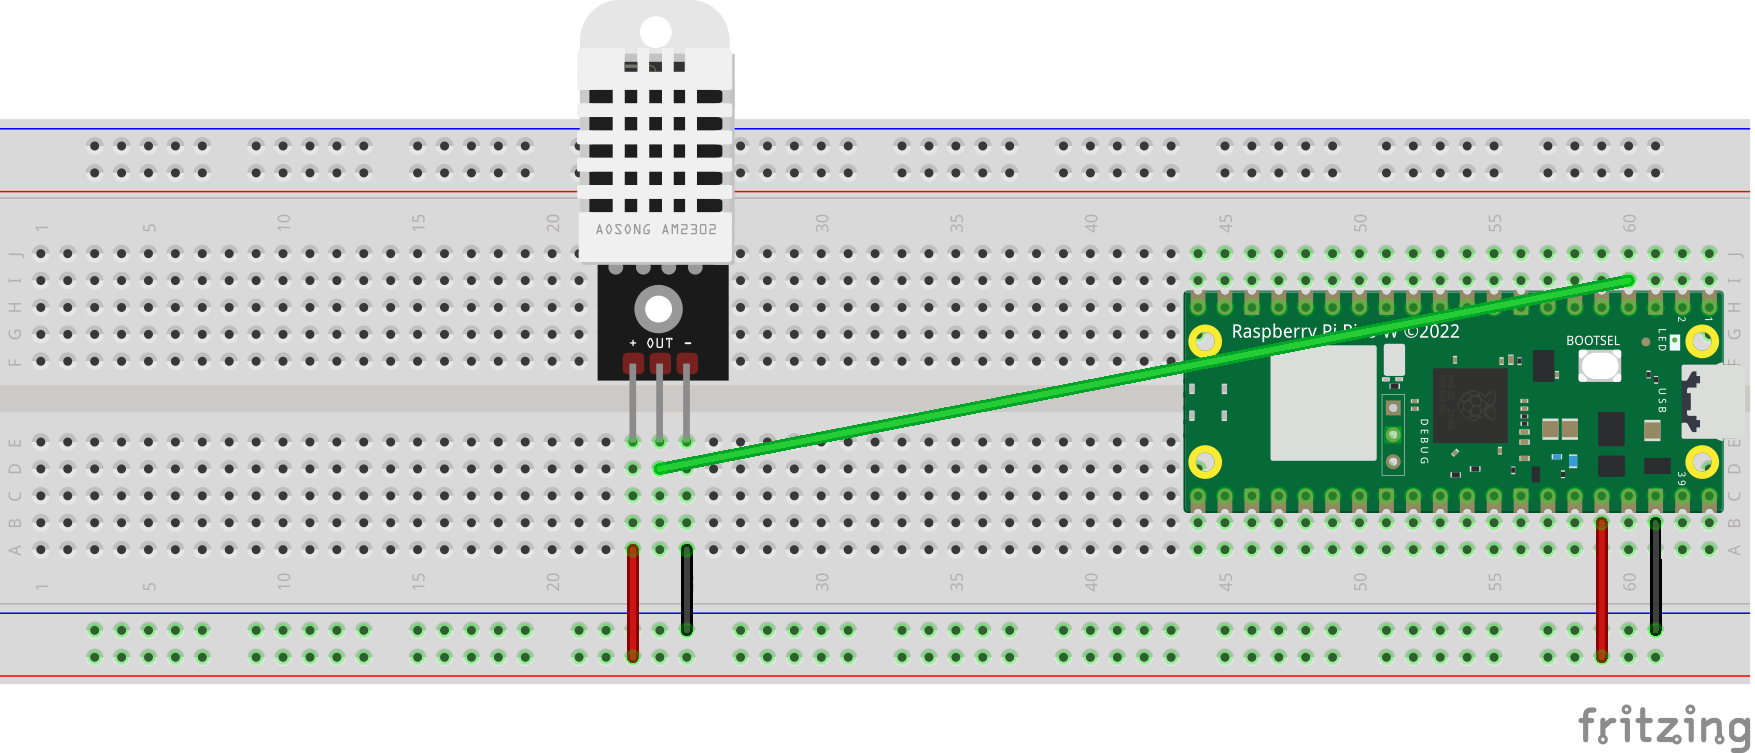 1 5 10 15 20 30 35 40 45 50 55 60
J J
I I
H
G G
F F
AOSONG AM2302
+ OUT −
Raspberry Pi Pico W ©2022
BOOTSEL
LED
2 1
USB
DEBUG
39
E E
D D
C C
B B
A A
1 5 10 15 20 30 35 40 45 50 55 60
fritzing